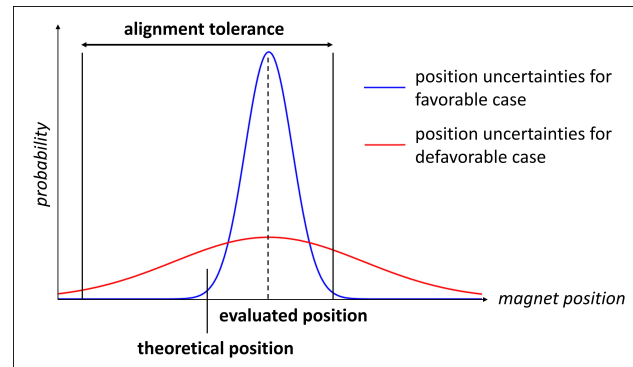 alignment tolerance
position uncertainties for
favorable case
position uncertainties for
defavorable case
probability
magnet position
evaluated position
theoretical position